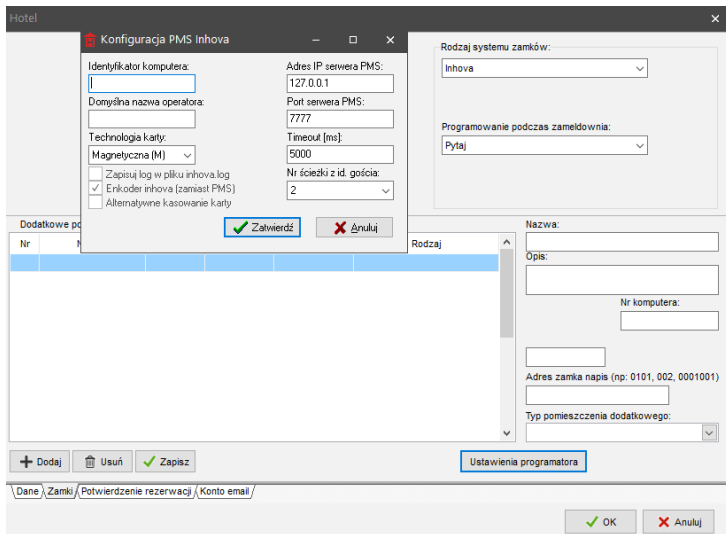 Hotel
Konfiguracja PMS Inhova
Identyfikator komputera:
Domyślna nazwa operatora:
Technologia karty:
Magnetyczna (M)
Zapisuj log w pliku inhova.log
Enkoder inhova (zamiast PMS)
Alternatywne kasowanie karty
Adres IP serwera PMS:
127.0.0.1
Port serwera PMS:
7777
Timeout [ms]:
5000
Nr ścieżki z id. gościa:
2
Zatwierdź
Anuluj
Rodzaj systemu zamków:
Inhova
Programowanie podczas zameldownia:
Pytaj
Dodatkowe po
Nr
Rodzaj
Nazwa:
Opis:
Nr komputera:
Adres zamka napis (np: 0101, 002, 0001001)
Typ pomieszczenia dodatkowego:
Dodaj
Usuń
Zapisz
Ustawienia programatora
Dane
Zamki
Potwierdzenie rezerwacji
Konto email
OK
Anuluj